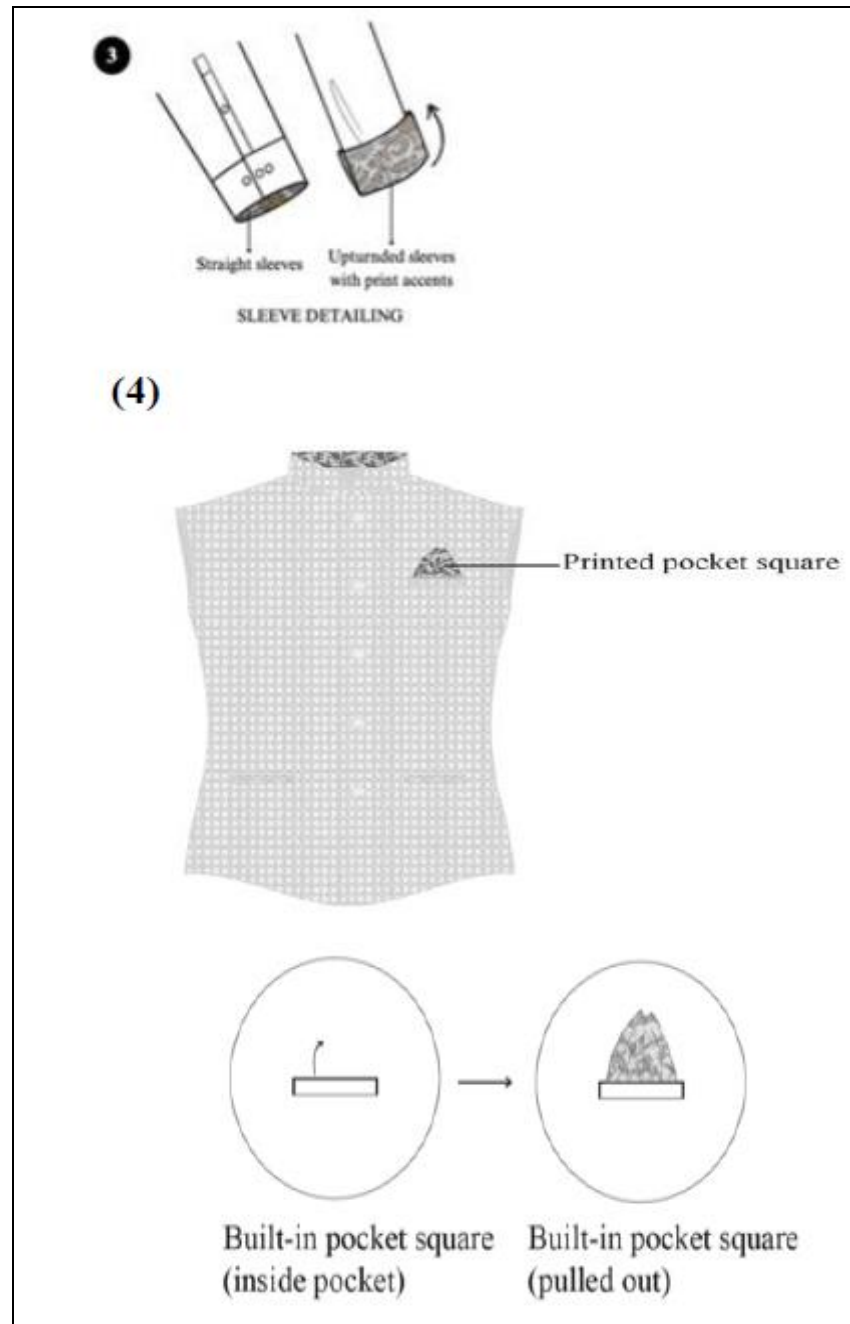 3
Straight sleeves
Upturnded sleeves
with print accents
SLEEVE DETAILING
(4)
Printed pocket square
Built-in pocket square
(inside pocket)
Built-in pocket square
(pulled out)